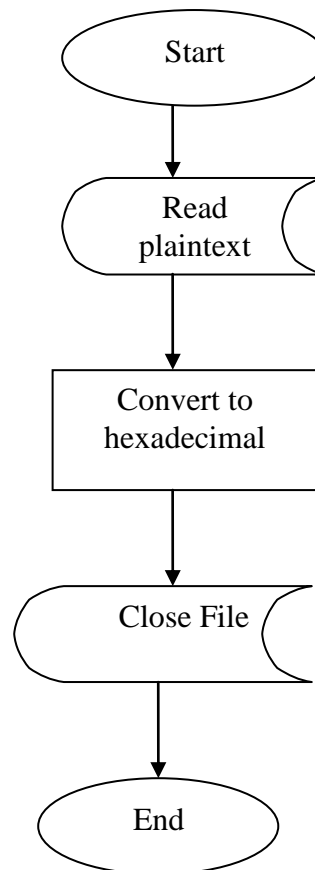 Start
Read
plaintext
Convert to
hexadecimal
Close File
End